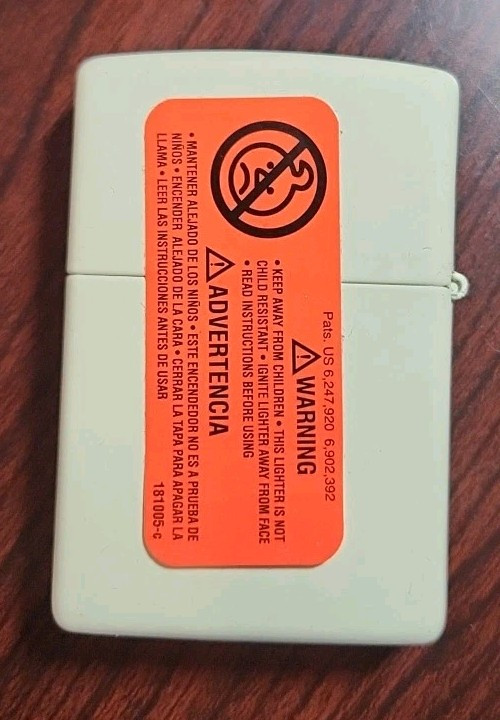 Pats. US 6,247,920 6,902,392
⚠WARNING
• KEEP AWAY FROM CHILDREN • THIS LIGHTER IS NOT
CHILD RESISTANT • IGNITE LIGHTER AWAY FROM FACE
• READ INSTRUCTIONS BEFORE USING
⚠ADVERTENCIA
• MANTENER ALEJADO DE LOS NIÑOS • ESTE ENCENDEDOR NO ES A PRUEBA DE
NIÑOS • ENCENDER ALEJADO DE LA CARA • CERRAR LA TAPA PARA APAGAR LA
LLAMA • LEER LAS INSTRUCCIONES ANTES DE USAR
181005-c